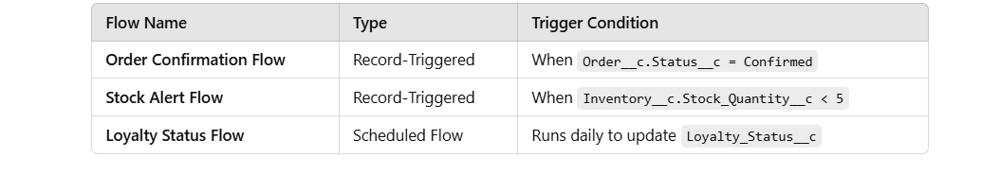 Flow Name Type Trigger Condition
Order Confirmation Flow Record-Triggered When Order__c.Status__c = Confirmed
Stock Alert Flow Record-Triggered When Inventory__c.Stock_Quantity__c < 5
Loyalty Status Flow Scheduled Flow Runs daily to update Loyalty_Status__c